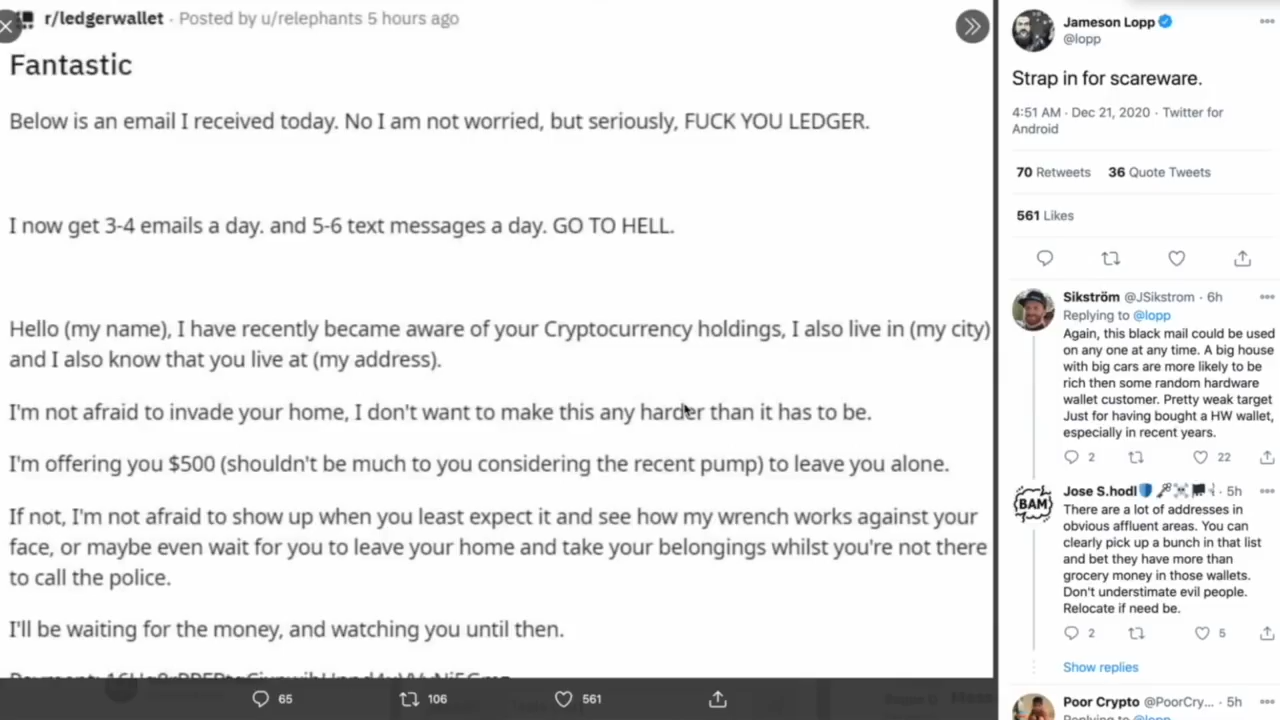 r/ledgerwallet · Posted by u/relephants 5 hours ago
Fantastic
Below is an email I received today. No I am not worried, but seriously, FUCK YOU LEDGER.
I now get 3-4 emails a day. and 5-6 text messages a day. GO TO HELL.
Hello (my name), I have recently became aware of your Cryptocurrency holdings, I also live in (my city)
and I also know that you live at (my address).
I'm not afraid to invade your home, I don't want to make this any harder than it has to be.
I'm offering you $500 (shouldn't be much to you considering the recent pump) to leave you alone.
If not, I'm not afraid to show up when you least expect it and see how my wrench works against your
face, or maybe even wait for you to leave your home and take your belongings whilst you're not there
to call the police.
I'll be waiting for the money, and watching you until then.
65
106
561
Jameson Lopp
@lopp
Strap in for scareware.
4:51 AM · Dec 21, 2020 · Twitter for
Android
70 Retweets 36 Quote Tweets
561 Likes
Sikström @JSikstrom · 6h
Replying to @lopp
Again, this black mail could be used
on any one at any time. A big house
with big cars are more likely to be
rich then some random hardware
wallet customer. Pretty weak target
Just for having bought a HW wallet,
especially in recent years.
2 22
BAM
Jose S.hodl · 5h
There are a lot of addresses in
obvious affluent areas. You can
clearly pick up a bunch in that list
and bet they have more than
grocery money in those wallets.
Don't underestimate evil people.
Relocate if need be.
2 5
Show replies
Poor Crypto @PoorCry... · 5h
Replying to @lopp